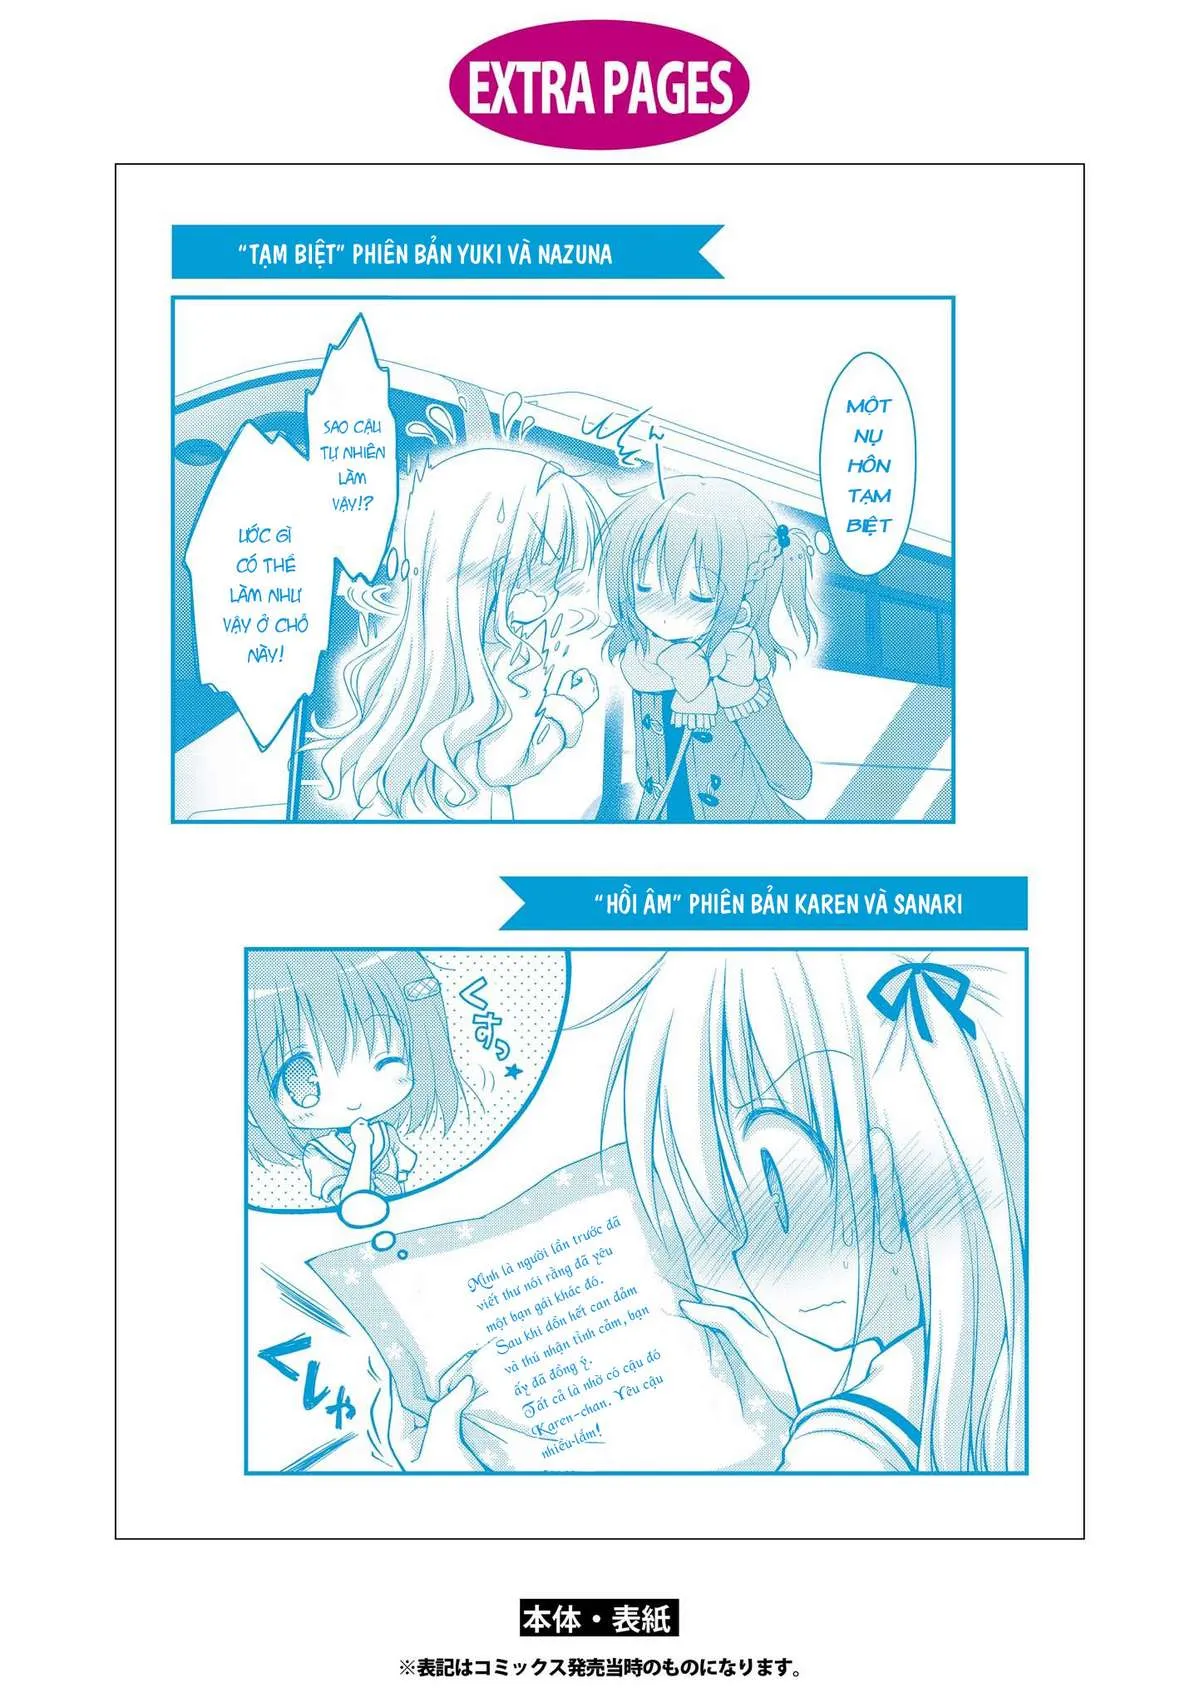 EXTRA PAGES
“TẠM BIỆT” PHIÊN BẢN YUKI VÀ NAZUNA
MỘT
NỤ
HÔN
TẠM
BIỆT
SAO CẬU
TỰ NHIÊN
LÀM
VẬY!?
ƯỚC GÌ
CÓ THỂ
LÀM NHƯ
VẬY Ở CHỖ
NÀY!
“HỒI ÂM” PHIÊN BẢN KAREN VÀ SANARI
くすっ★
Mình là người lần trước đã
viết thư nói rằng đã yêu
một bạn gái khác đó.
Sau khi dồn hết can đảm
và thú nhận tình cảm, bạn
ấy đã đồng ý.
Tất cả là nhờ có cậu đó
Karen-chan. Yêu cậu
nhiều-lắm!
くしゃ
本体・表紙
※表記はコミックス発売当時のものになります。